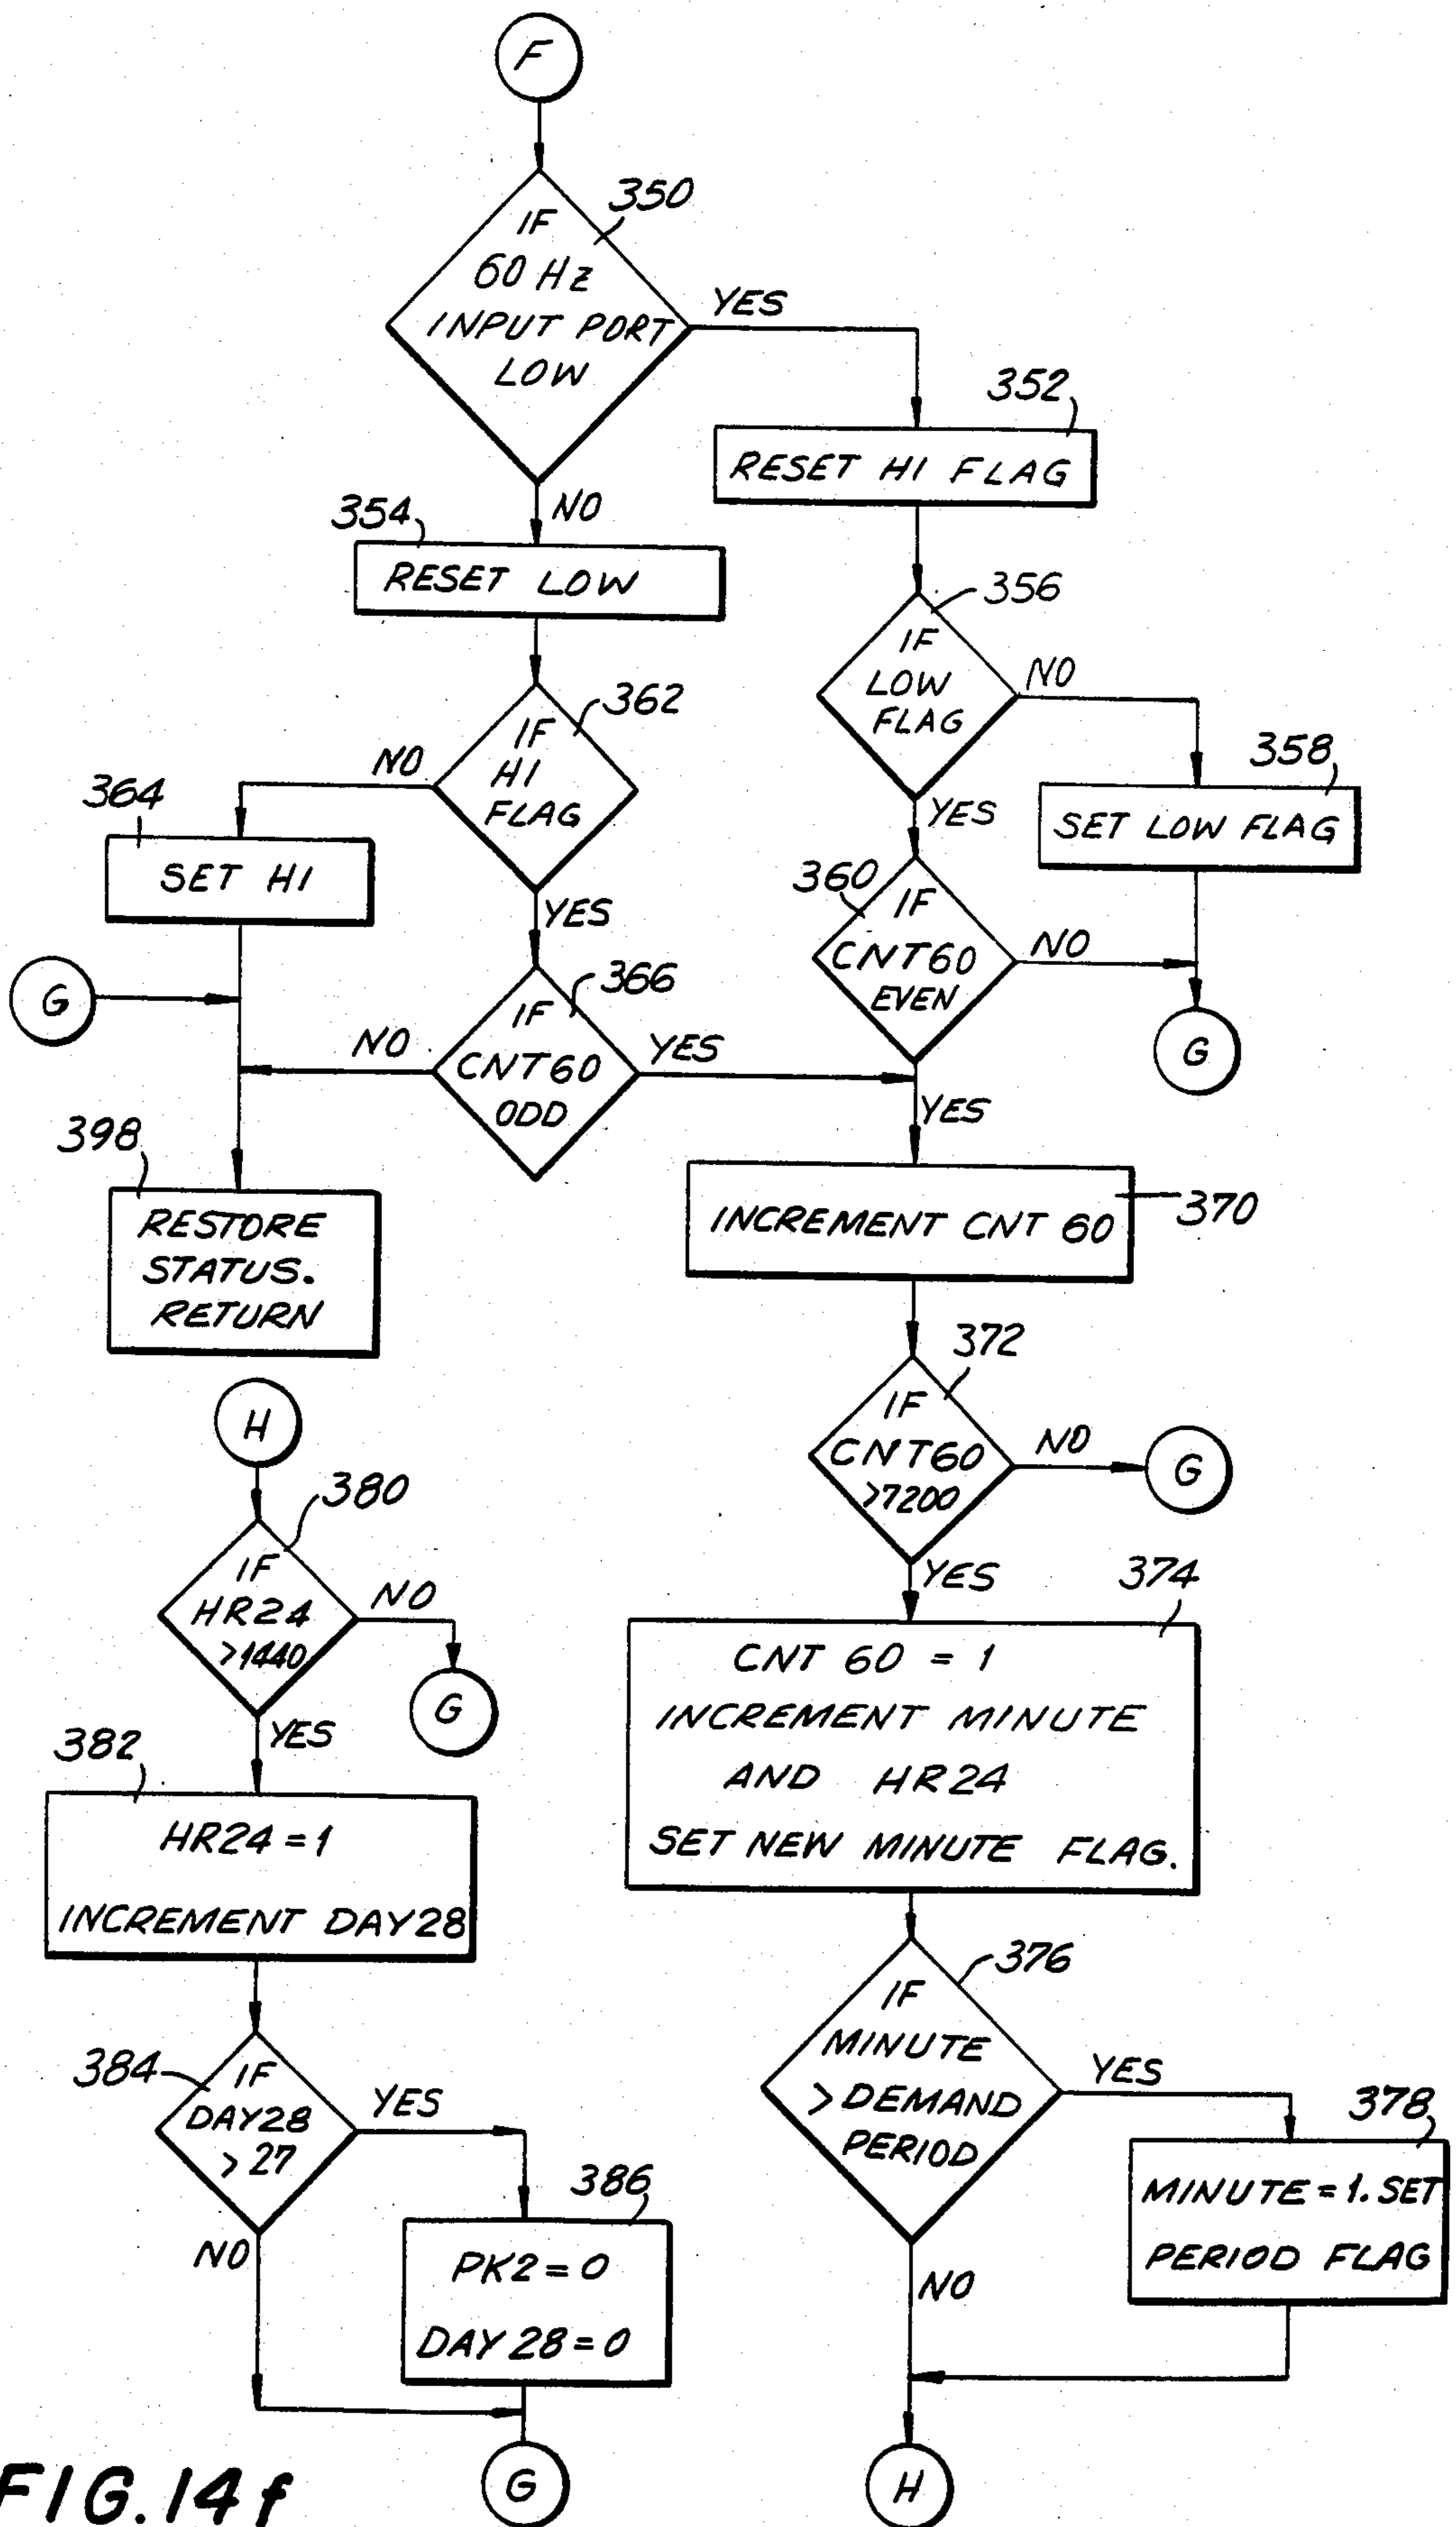 F
350
IF
60 Hz
INPUT PORT
LOW
YES
352
RESET HI FLAG
NO
354
RESET LOW
356
IF
LOW
FLAG
NO
362
IF
HI
FLAG
NO
358
SET LOW FLAG
364
SET HI
YES
360
IF
CNT60
EVEN
NO
YES
G
366
IF
CNT60
ODD
NO
YES
G
YES
398
RESTORE
STATUS.
RETURN
370
INCREMENT CNT 60
372
IF
CNT60
>7200
NO
G
YES
H
380
IF
HR24
>1440
NO
G
YES
374
CNT 60 = 1
INCREMENT MINUTE
AND HR24
SET NEW MINUTE FLAG.
382
HR24 = 1
INCREMENT DAY28
376
IF
MINUTE
> DEMAND
PERIOD
YES
378
MINUTE = 1. SET
PERIOD FLAG
NO
384
IF
DAY28
> 27
YES
386
PK2 = 0
DAY 28 = 0
NO
G
H
FIG. 14f